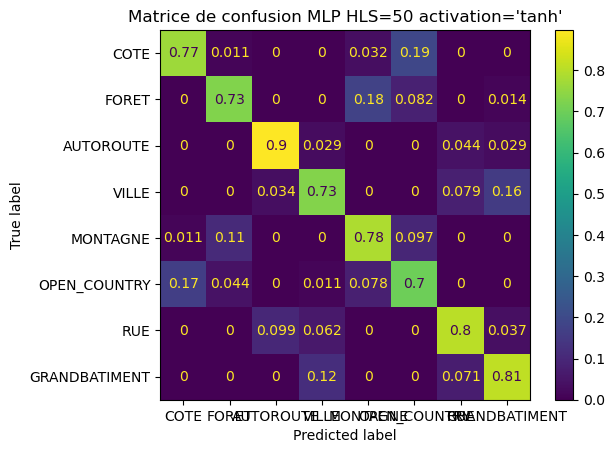 Matrice de confusion MLP HLS=50 activation='tanh'
COTE 0.77 0.011 0 0 0.032 0.19 0 0
FORET 0 0.73 0 0 0.18 0.082 0 0.014
AUTOROUTE 0 0 0.9 0.029 0 0 0.044 0.029
VILLE 0 0 0.034 0.73 0 0 0.079 0.16
MONTAGNE 0.011 0.11 0 0 0.78 0.097 0 0
OPEN_COUNTRY 0.17 0.044 0 0.011 0.078 0.7 0 0
RUE 0 0 0.099 0.062 0 0 0.8 0.037
GRANDBATIMENT 0 0 0 0.12 0 0 0.071 0.81
COTE FORET AUTOROUTE VILLE MONTAGNE OPEN_COUNTRY RUE GRANDBATIMENT
Predicted label
True label
0.8
0.7
0.6
0.5
0.4
0.3
0.2
0.1
0.0